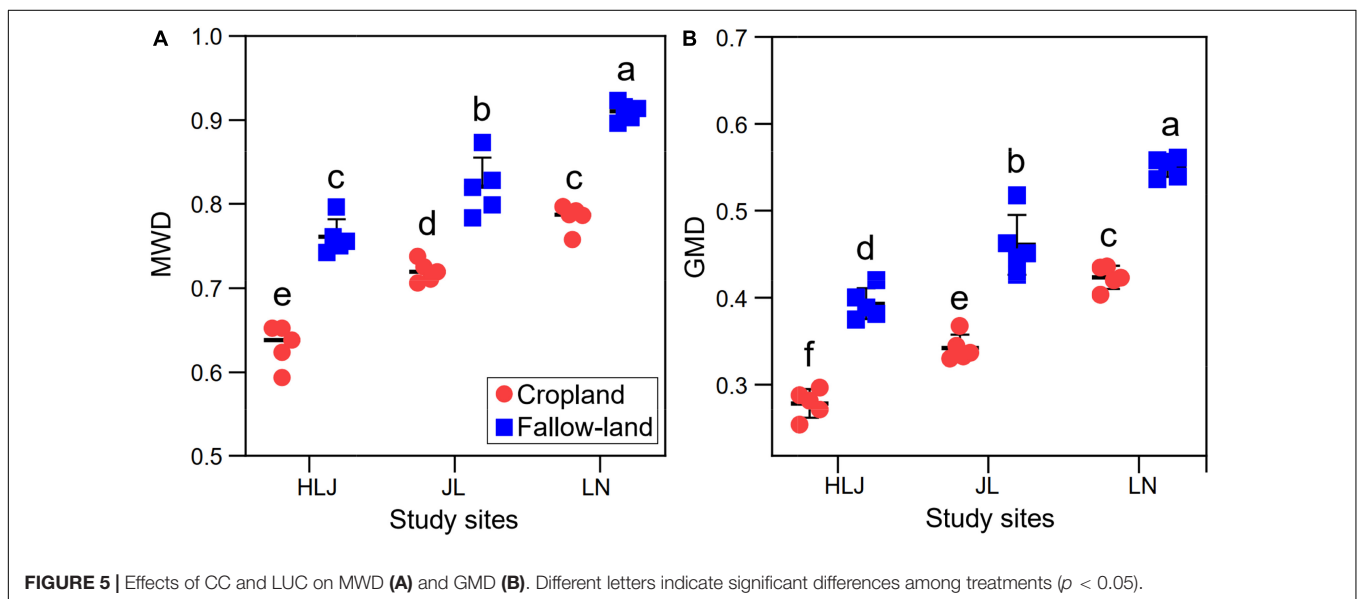 A
1.0
0.9
0.8
0.7
0.6
0.5
MWD
e
c
d
b
c
a
Cropland
Fallow-land
HLJ JL LN
Study sites
B
0.7
0.6
0.5
0.4
0.3
GMD
f
d
e
b
c
a
HLJ JL LN
Study sites
FIGURE 5 | Effects of CC and LUC on MWD (A) and GMD (B). Different letters indicate significant differences among treatments (p < 0.05).